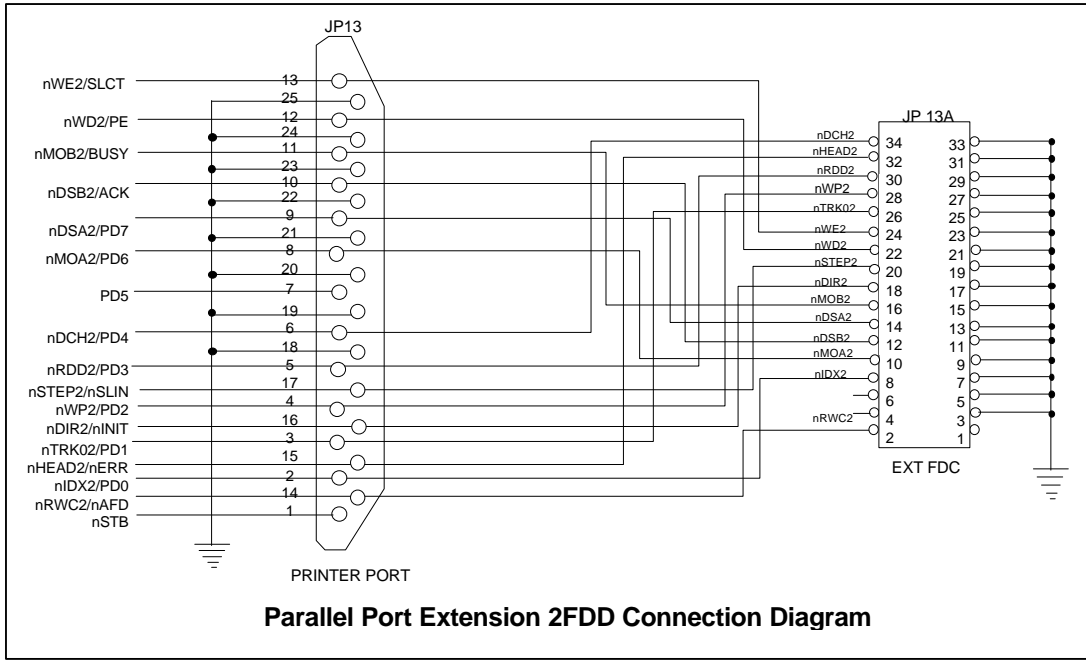 JP13
nWE2/SLCT 13
25
nWD2/PE 12
24
nMOB2/BUSY 11
23
nDSB2/ACK 10
22
nDSA2/PD7 9
21
nMOA2/PD6 8
20
PD5 7
19
nDCH2/PD4 6
18
nRDD2/PD3 5
nSTEP2/nSLIN 17
nWP2/PD2 4
nDIR2/nINIT 16
nTRK02/PD1 3
nHEAD2/nERR 15
nIDX2/PD0 2
nRWC2/nAFD 14
nSTB 1
PRINTER PORT
JP 13A
nDCH2 34 33
nHEAD2 32 31
nRDD2 30 29
nWP2 28 27
nTRK02 26 25
nWE2 24 23
nWD2 22 21
nSTEP2 20 19
nDIR2 18 17
nMOB2 16 15
nDSA2 14 13
nDSB2 12 11
nMOA2 10 9
nIDX2 8 7
6 5
4 3
nRWC2 2 1
EXT FDC
Parallel Port Extension 2FDD Connection Diagram